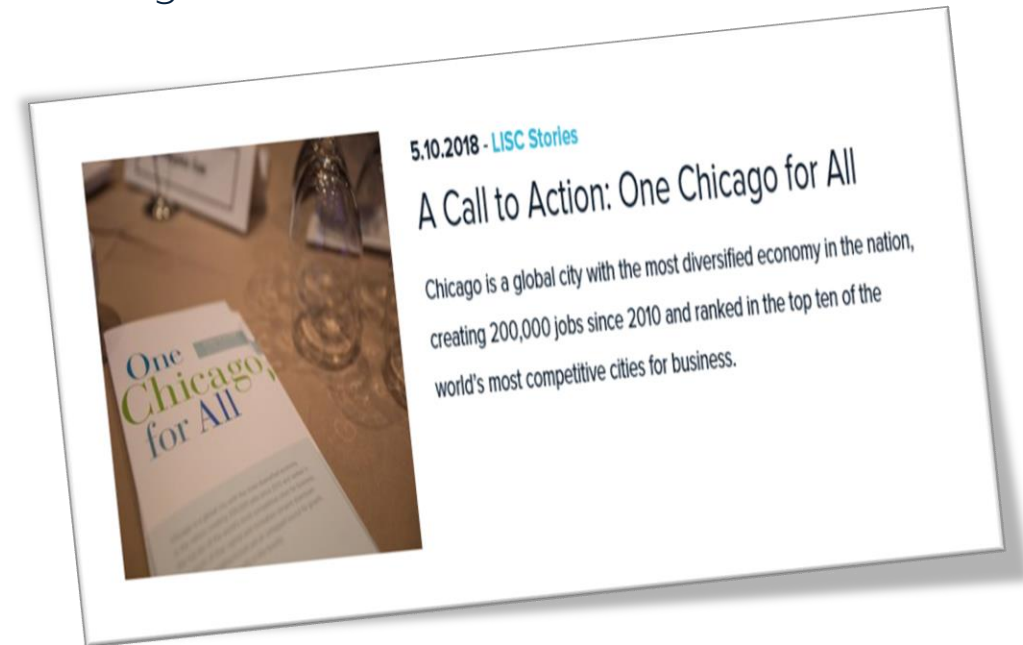 5.10.2018 - LISC Stories
A Call to Action: One Chicago for All
Chicago is a global city with the most diversified economy in the nation,
creating 200,000 jobs since 2010 and ranked in the top ten of the
world's most competitive cities for business.
One
Chicago,
for All